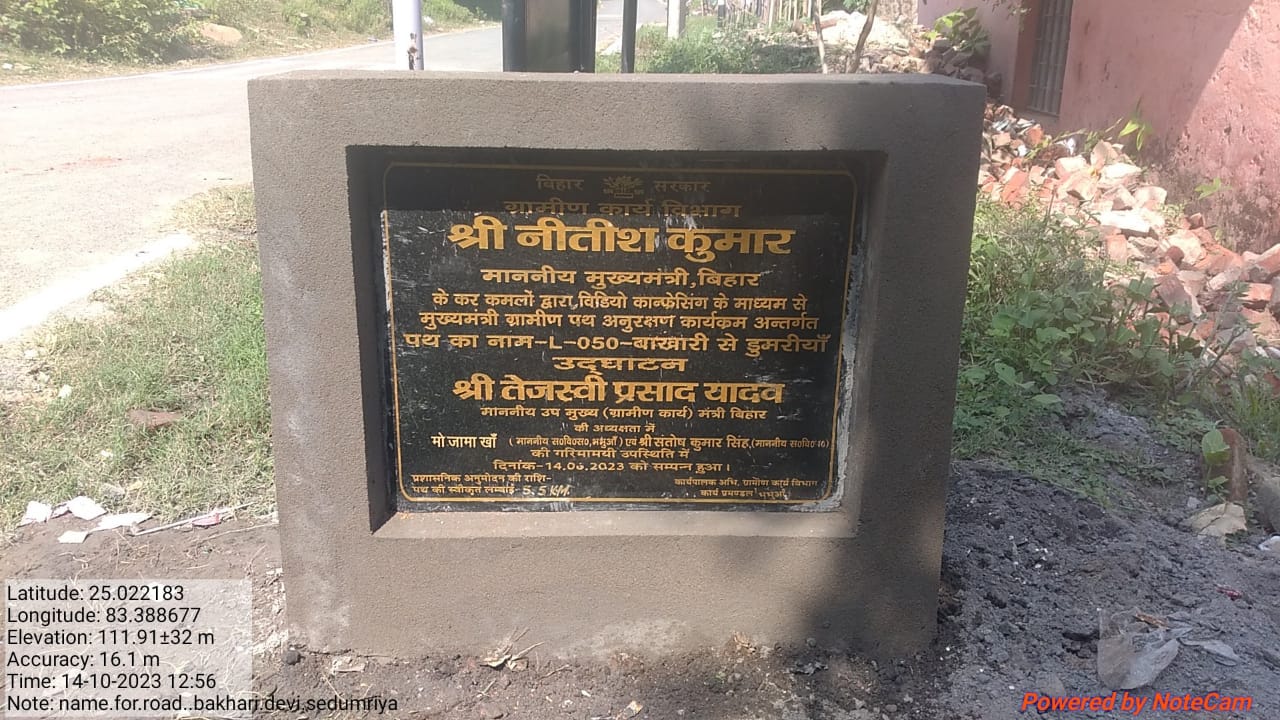 बिहार सरकार
ग्रामीण कार्य विभाग
श्री नीतीश कुमार
माननीय मुख्यमंत्री, बिहार
के कर कमलों द्वारा, विडियो कान्फ्रेसिंग के माध्यम से
मुख्यमंत्री ग्रामीण पथ अनुरक्षण कार्यक्रम अन्तर्गत
पथ का नाम-L-050-बाखारी से डुमरीयाँ
उद्घाटन
श्री तेजस्वी प्रसाद यादव
माननीय उप मुख्य (ग्रामीण कार्य) मंत्री बिहार
की अध्यक्षता में
मो जामा खाँ (माननीय स०वि०स०, भभुआँ) एवं श्री संतोष कुमार सिंह, (माननीय स०वि०
की गरिमामयी उपस्थिति में
दिनांक-14.06.2023 को सम्पन्न हुआ।
प्रशासनिक अनुमोदन की राशि-
पथ की स्वीकृत लम्बाई- 5.5 KM
कार्यपालक अभि. ग्रामीण कार्य विभाग
कार्य प्रमण्डल भभुआँ
Latitude: 25.022183
Longitude: 83.388677
Elevation: 111.91±32 m
Accuracy: 16.1 m
Time: 14-10-2023 12:56
Note: name.for.road..bakhari.devi,sedumriya
Powered by NoteCam